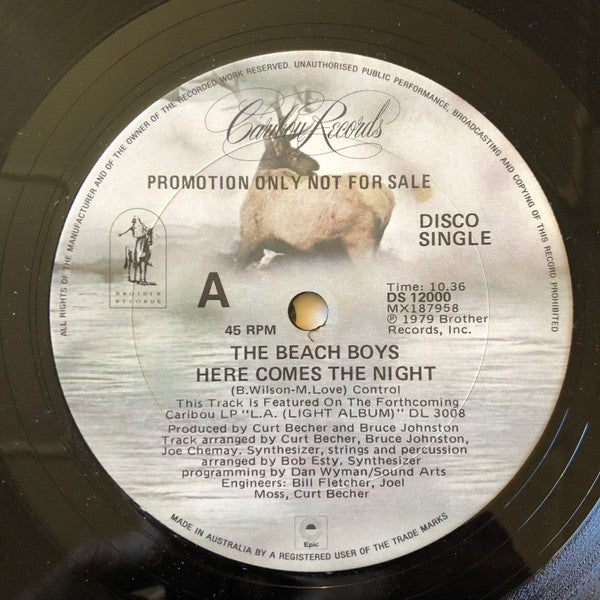 ALL RIGHTS OF THE MANUFACTURER AND OF THE OWNER OF THE RECORDED WORK RESERVED. UNAUTHORISED PUBLIC PERFORMANCE, BROADCASTING AND COPYING OF THIS RECORD PROHIBITED
Caribou Records
PROMOTION ONLY NOT FOR SALE
DISCO
SINGLE
BROTHER
RECORDS
A
45 RPM
Time: 10.36
DS 12000
MX187958
℗ 1979 Brother
Records, Inc.
THE BEACH BOYS
HERE COMES THE NIGHT
(B.Wilson-M.Love) Control
This Track is Featured On The Forthcoming
Caribou LP "L.A. (LIGHT ALBUM)" DL 3008
Produced by Curt Becher and Bruce Johnston
Track arranged by Curt Becher, Bruce Johnston,
Joe Chemay. Synthesizer, strings and percussion
arranged by Bob Esty. Synthesizer
programming by Dan Wyman/Sound Arts
Engineers: Bill Fletcher, Joel
Moss, Curt Becher
Epic
MADE IN AUSTRALIA BY A REGISTERED USER OF THE TRADE MARKS